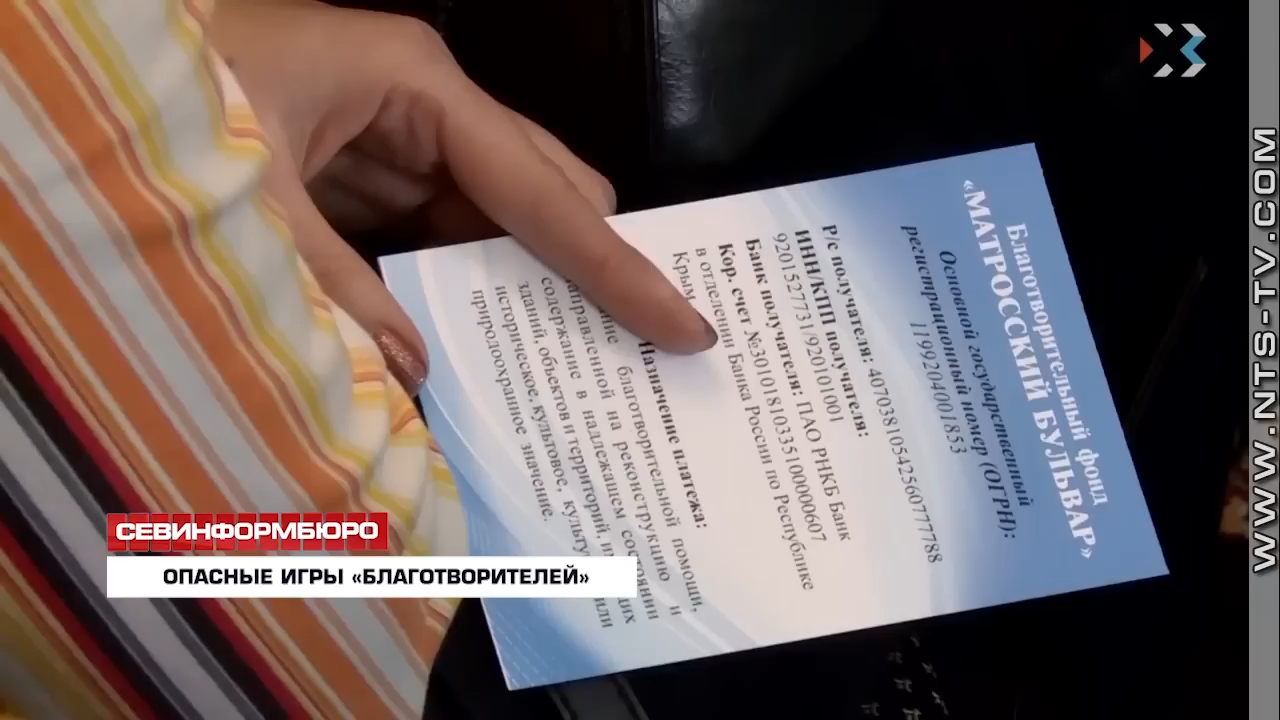 Благотворительный фонд
«МАТРОССКИЙ БУЛЬВАР»
Основной государственный
регистрационный номер (ОГРН):
1199204001853
Р/с получателя: 40703810542560777788
ИНН/КПП получателя:
9201527731/920101001
Банк получателя: ПАО РНКБ Банк
Кор. счет №30101810335100000607
в отделении Банка России по Республике
Крым
Назначение платежа:
благотворительной помощи,
направленной на реконструкцию и
содержание в надлежащем состоянии
зданий, объектов и территорий,
историческое, культовое, или
природоохранное значение.
СЕВИНФОРМБЮРО
ОПАСНЫЕ ИГРЫ «БЛАГОТВОРИТЕЛЕЙ»
WWW.NTS-TV.COM